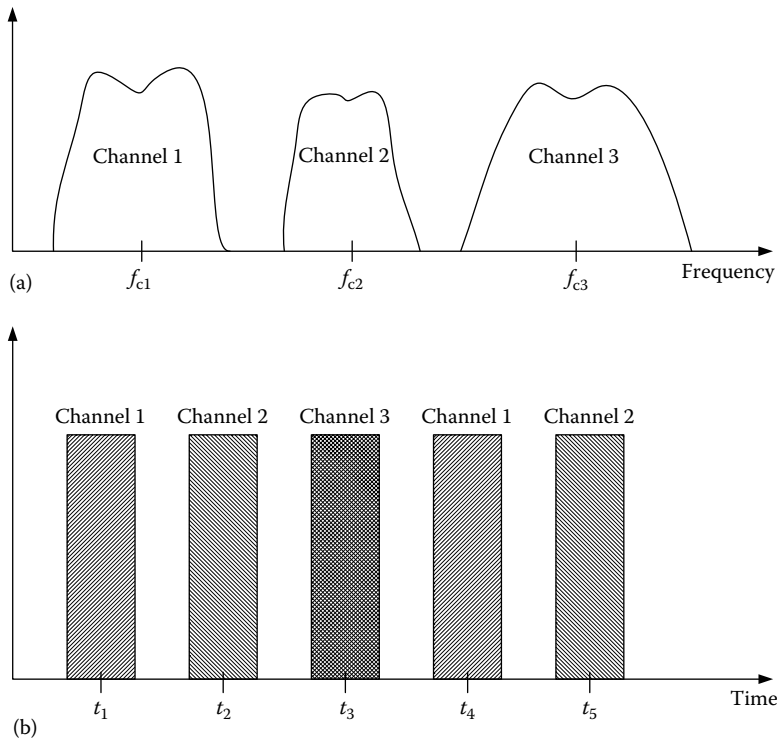 Channel 1
Channel 2
Channel 3
fc1
fc2
fc3
Frequency
(a)
Channel 1
Channel 2
Channel 3
Channel 1
Channel 2
t1
t2
t3
t4
t5
Time
(b)